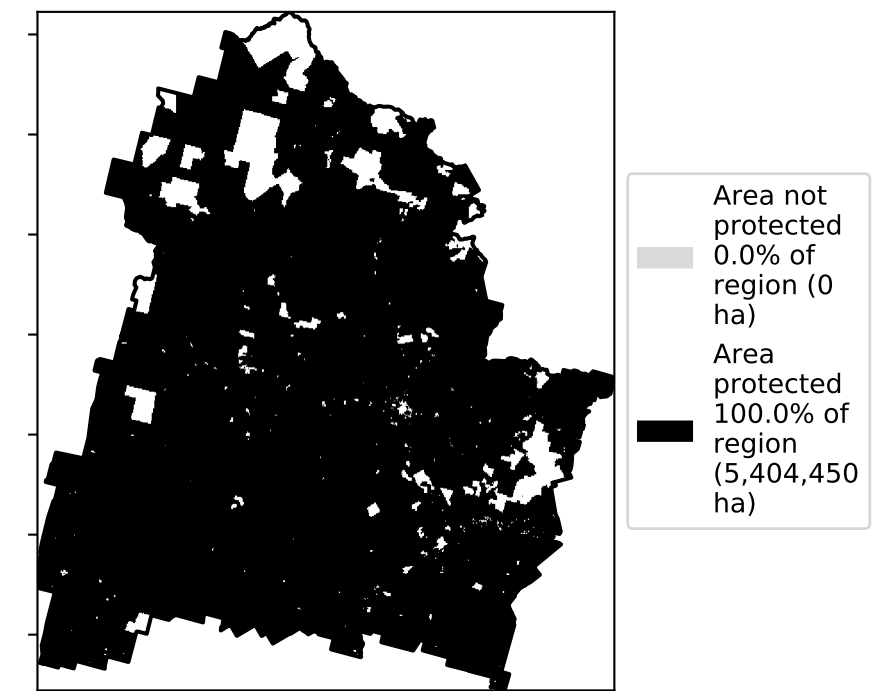 Area not
protected
0.0% of
region (0
ha)
Area
protected
100.0% of
region
(5,404,450
ha)